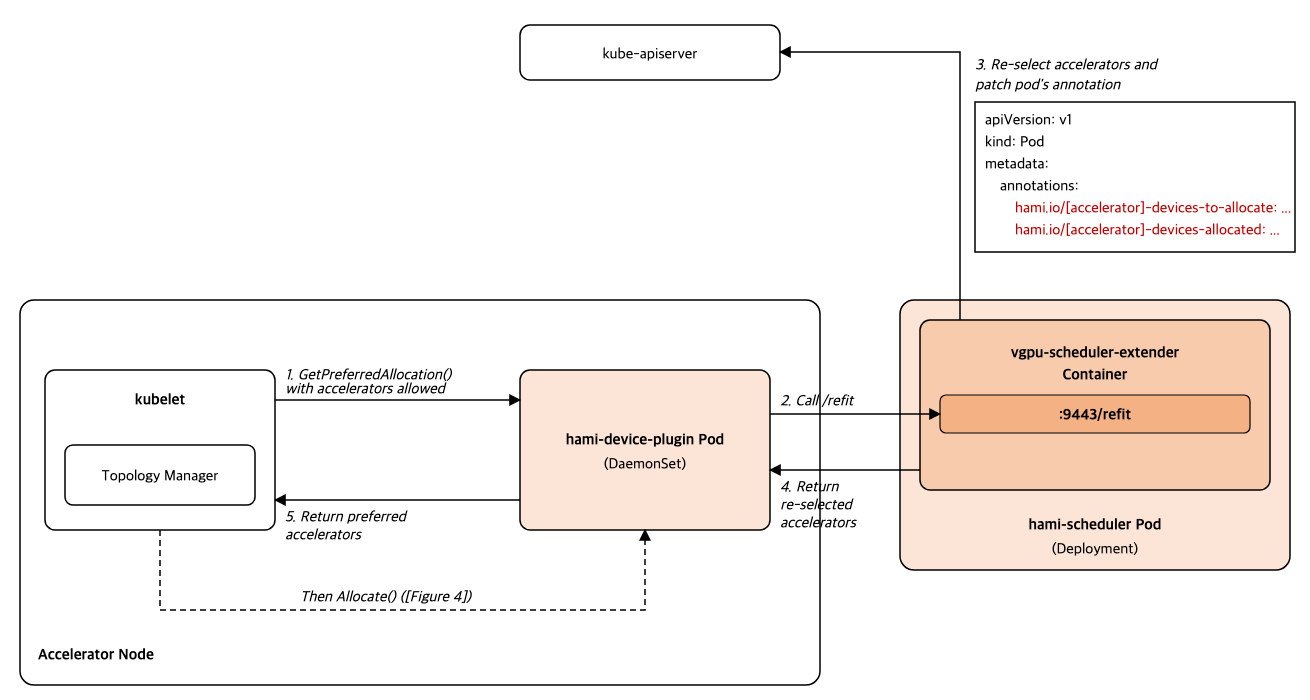 kube-apiserver
3. Re-select accelerators and
patch pod's annotation
apiVersion: v1
kind: Pod
metadata:
annotations:
hami.io/[accelerator]-devices-to-allocate: ...
hami.io/[accelerator]-devices-allocated: ...
kubelet
Topology Manager
1. GetPreferredAllocation()
with accelerators allowed
hami-device-plugin Pod
(DaemonSet)
2. Call /refit
vgpu-scheduler-extender
Container
:9443/refit
4. Return
re-selected
accelerators
5. Return preferred
accelerators
hami-scheduler Pod
(Deployment)
Then Allocate() ([Figure 4])
Accelerator Node